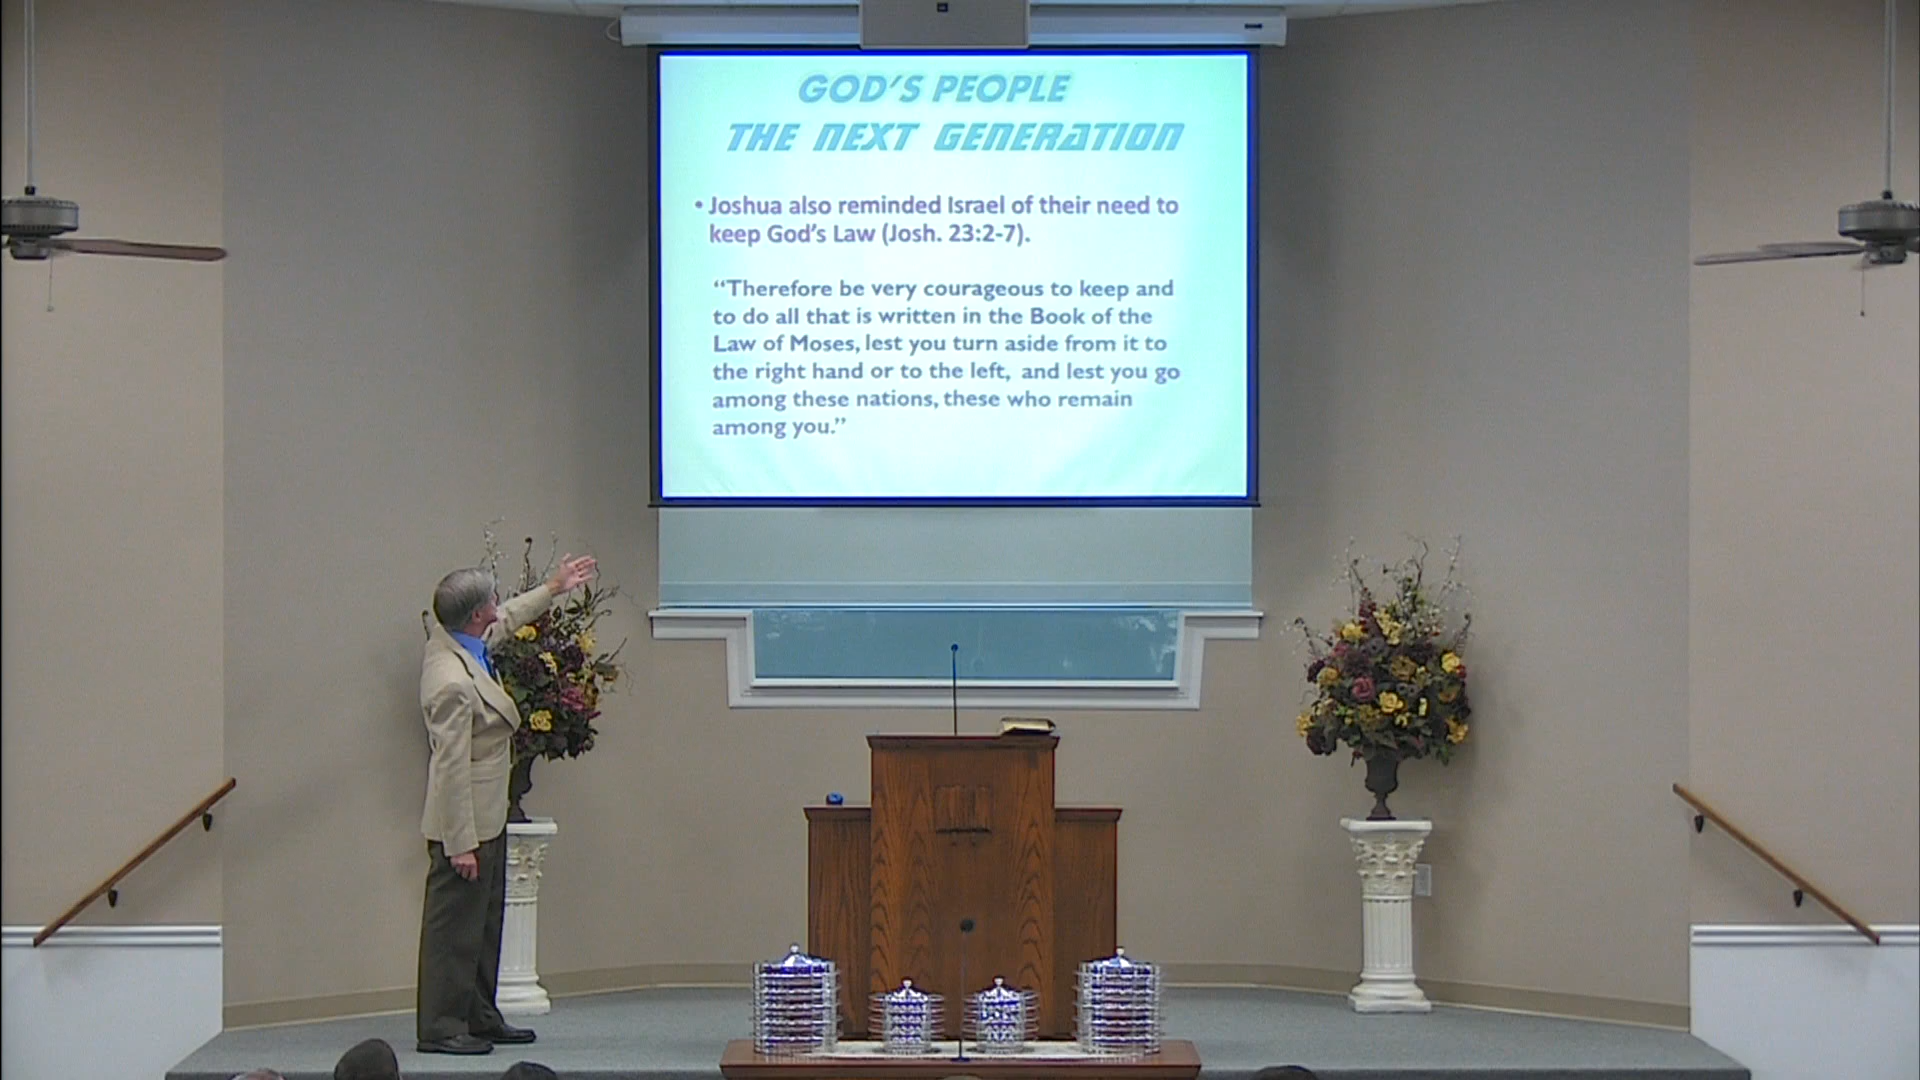 GOD'S PEOPLE
THE NEXT GENERATION
• Joshua also reminded Israel of their need to
keep God's Law (Josh. 23:2-7).
“Therefore be very courageous to keep and
to do all that is written in the Book of the
Law of Moses, lest you turn aside from it to
the right hand or to the left, and lest you go
among these nations, these who remain
among you.”